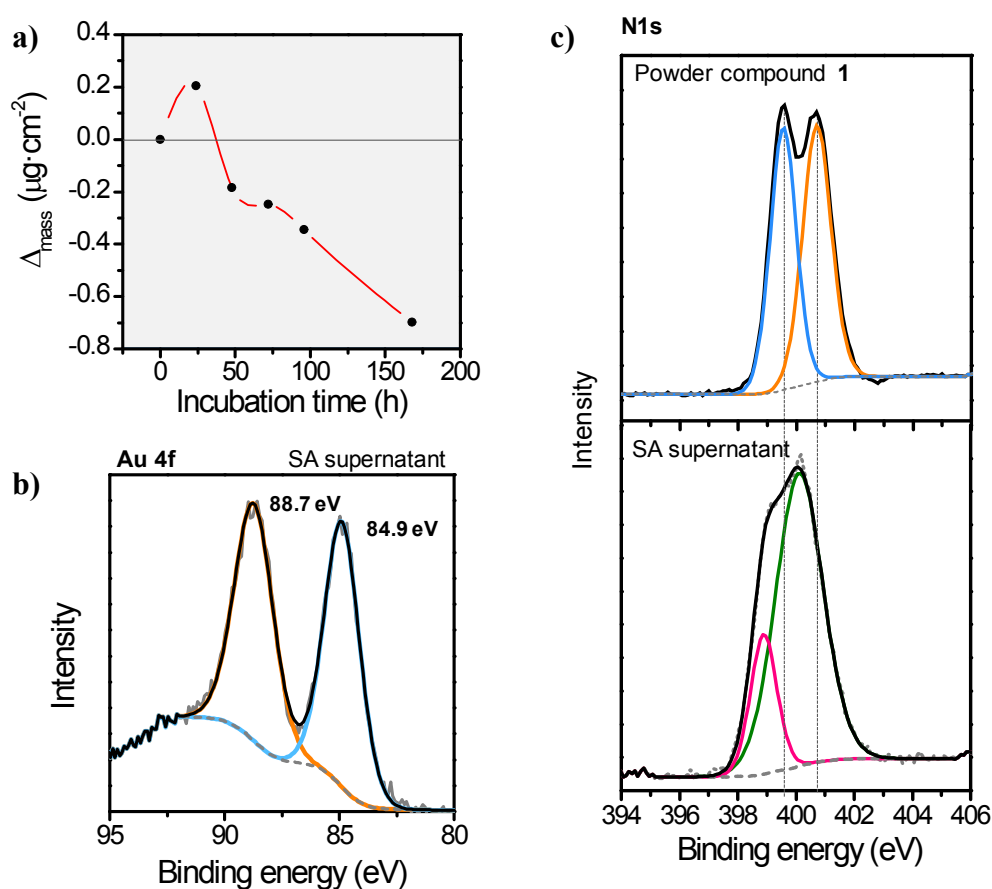 a)
0.4
0.2
0.0
-0.2
-0.4
-0.6
-0.8
Δmass (μg·cm-2)
0 50 100 150 200
Incubation time (h)
b)
Au 4f
SA supernatant
88.7 eV
84.9 eV
Intensity
95 90 85 80
Binding energy (eV)
c)
N1s
Powder compound 1
SA supernatant
Intensity
394 396 398 400 402 404 406
Binding energy (eV)